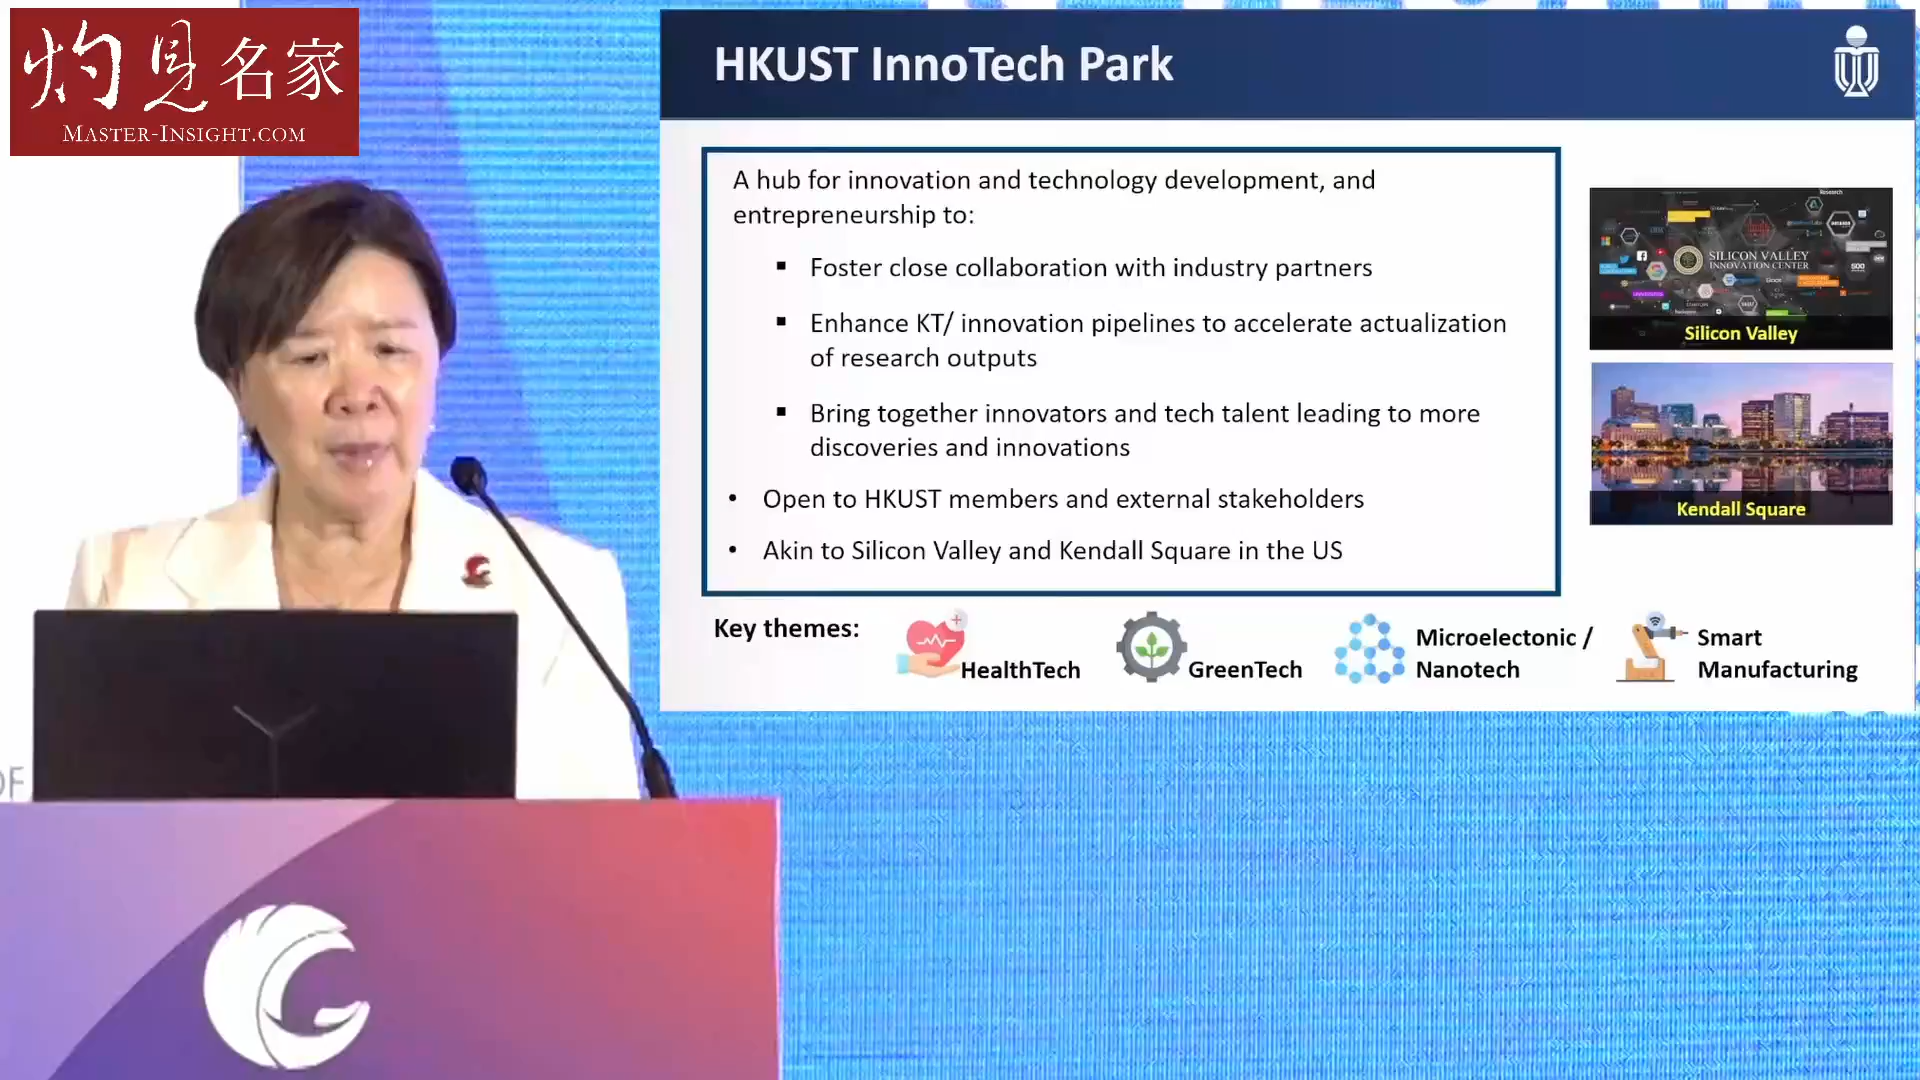 灼見名家
MASTER-INSIGHT.COM
HKUST InnoTech Park
A hub for innovation and technology development, and
entrepreneurship to:
▪ Foster close collaboration with industry partners
▪ Enhance KT/ innovation pipelines to accelerate actualization
of research outputs
▪ Bring together innovators and tech talent leading to more
discoveries and innovations
• Open to HKUST members and external stakeholders
• Akin to Silicon Valley and Kendall Square in the US
SILICON VALLEY
INNOVATION CENTER
Silicon Valley
Kendall Square
Key themes:
HealthTech
GreenTech
Microelectonic /
Nanotech
Smart
Manufacturing
OF